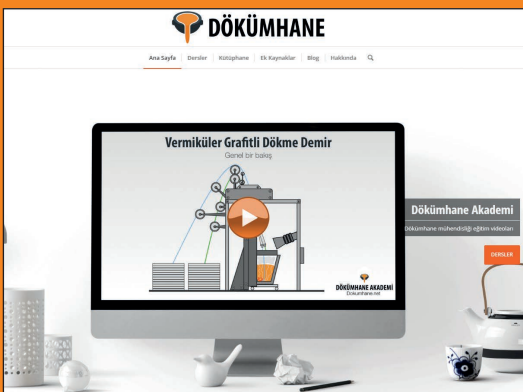 DÖKÜMHANE
Ana Sayfa Dersler Kütüphane Ek Kaynaklar Blog Hakkında
Vermiküler Grafitli Dökme Demir
Genel bir bakış
DÖKÜMHANE AKADEMİ
Dokumhane.net
Dökümhane Akademi
Dökümhane mühendisliği eğitim videoları
DERSLER